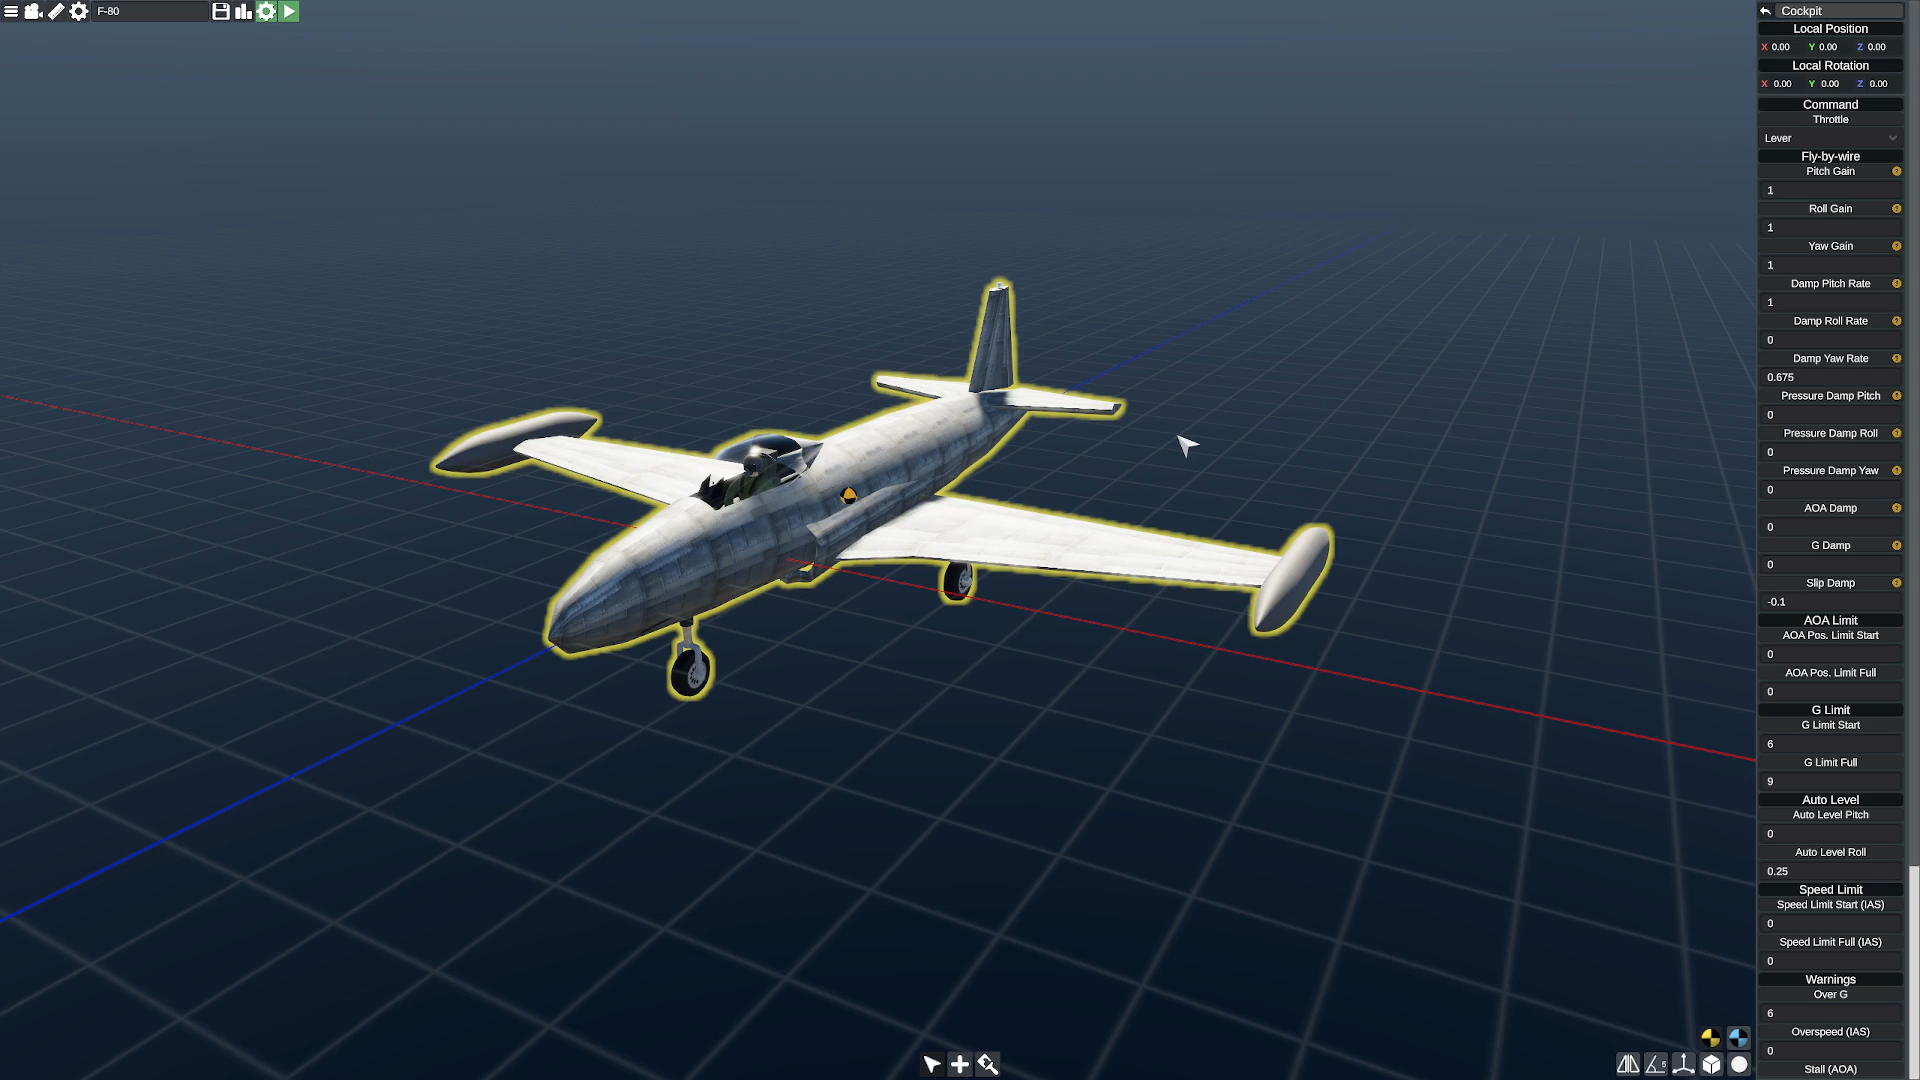 F-80
Cockpit
Local Position
X 0.00 Y 0.00 Z 0.00
Local Rotation
X 0.00 Y 0.00 Z 0.00
Command
Throttle
Lever
Fly-by-wire
Pitch Gain
1
Roll Gain
1
Yaw Gain
1
Damp Pitch Rate
1
Damp Roll Rate
0
Damp Yaw Rate
0.675
Pressure Damp Pitch
0
Pressure Damp Roll
0
Pressure Damp Yaw
0
AOA Damp
0
G Damp
0
Slip Damp
-0.1
AOA Limit
AOA Pos. Limit Start
0
AOA Pos. Limit Full
0
G Limit
G Limit Start
6
G Limit Full
9
Auto Level
Auto Level Pitch
0
Auto Level Roll
0.25
Speed Limit
Speed Limit Start (IAS)
0
Speed Limit Full (IAS)
0
Warnings
Over G
6
Overspeed (IAS)
0
Stall (AOA)